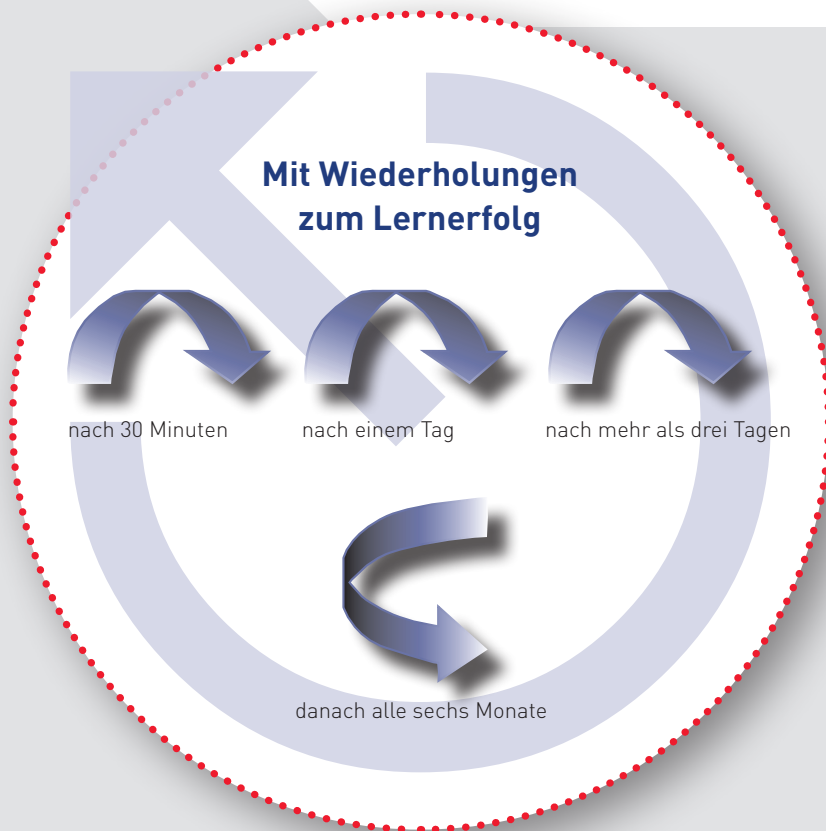 Mit Wiederholungen
zum Lernerfolg
nach 30 Minuten
nach einem Tag
nach mehr als drei Tagen
danach alle sechs Monate